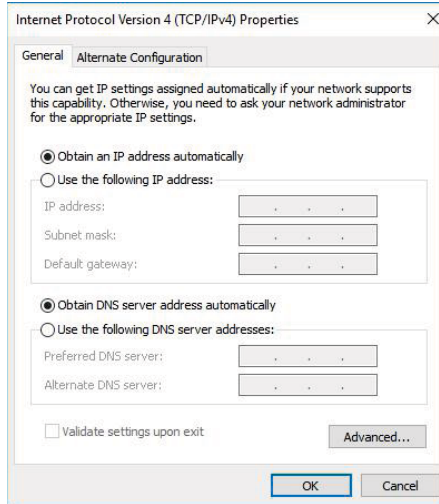 Internet Protocol Version 4 (TCP/IPv4) Properties
General
Alternate Configuration
You can get IP settings assigned automatically if your network supports
this capability. Otherwise, you need to ask your network administrator
for the appropriate IP settings.
Obtain an IP address automatically
Use the following IP address:
IP address:
Subnet mask:
Default gateway:
Obtain DNS server address automatically
Use the following DNS server addresses:
Preferred DNS server:
Alternate DNS server:
Validate settings upon exit
Advanced...
OK
Cancel